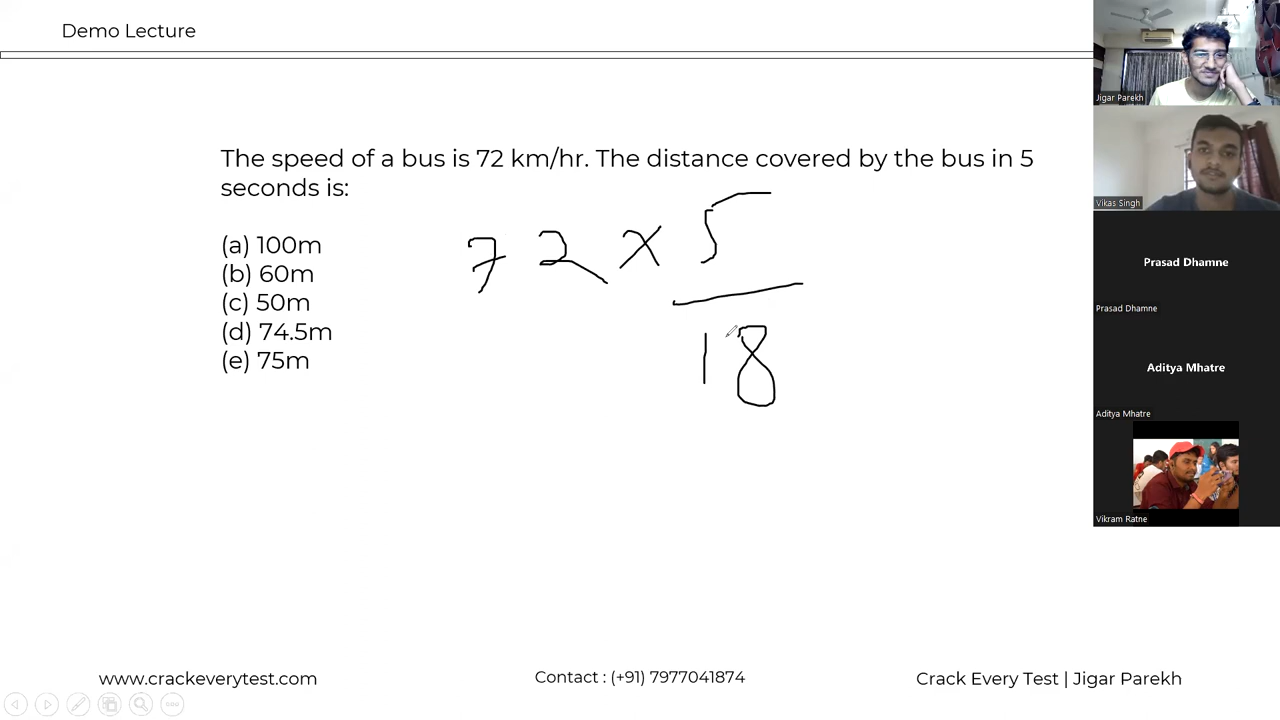 Demo Lecture
The speed of a bus is 72 km/hr. The distance covered by the bus in 5
seconds is:
(a) 100m
(b) 60m
(c) 50m
(d) 74.5m
(e) 75m
72 x 5
18
www.crackeverytest.com
Contact : (+91) 7977041874
Crack Every Test | Jigar Parekh
Jigar Parekh
Vikas Singh
Prasad Dhamne
Prasad Dhamne
Aditya Mhatre
Aditya Mhatre
Vikram Ratne